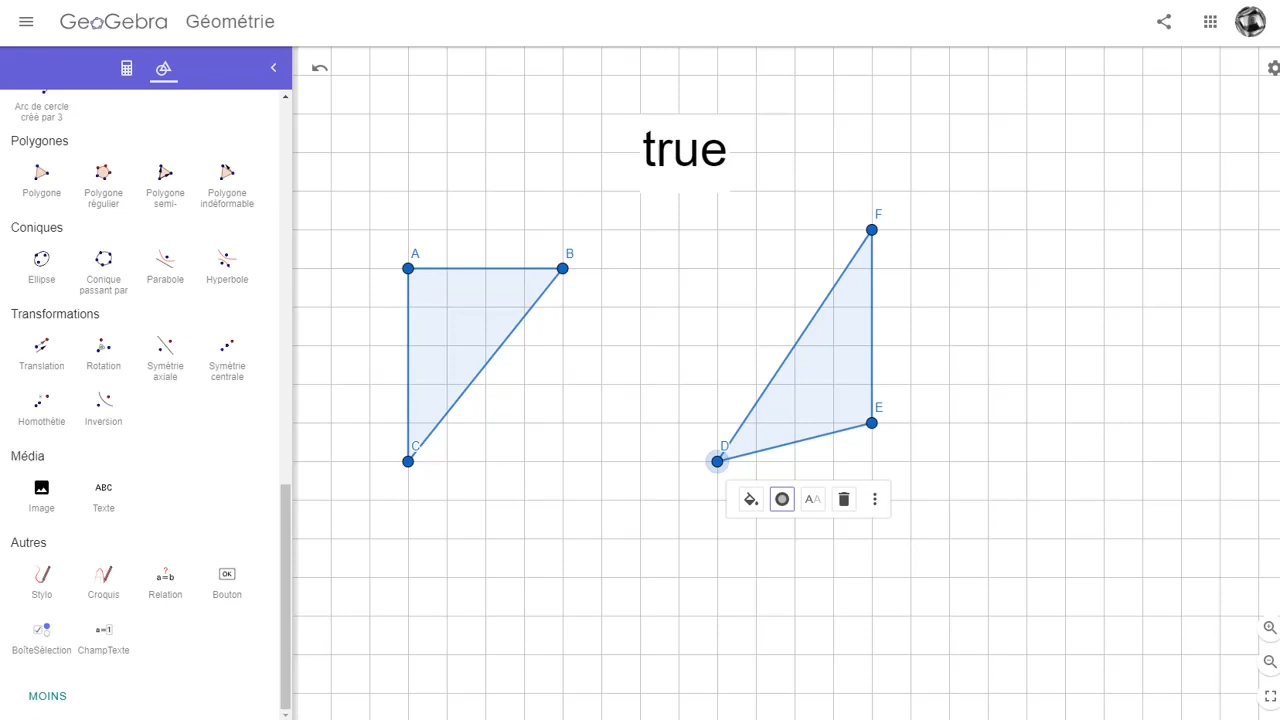 GeoGebra Géométrie
Arc de cercle
créé par 3
Polygones
Polygone
Polygone
régulier
Polygone
semi-
Polygone
indéformable
Coniques
Ellipse
Conique
passant par
Parabole
Hyperbole
Transformations
Translation
Rotation
Symétrie
axiale
Symétrie
centrale
Homothétie
Inversion
Média
ABC
Image
Texte
Autres
?
a=b
OK
Stylo
Croquis
Relation
Bouton
a=1
BoîteSélection
ChampTexte
MOINS
true
F
A
B
E
C
D
AA